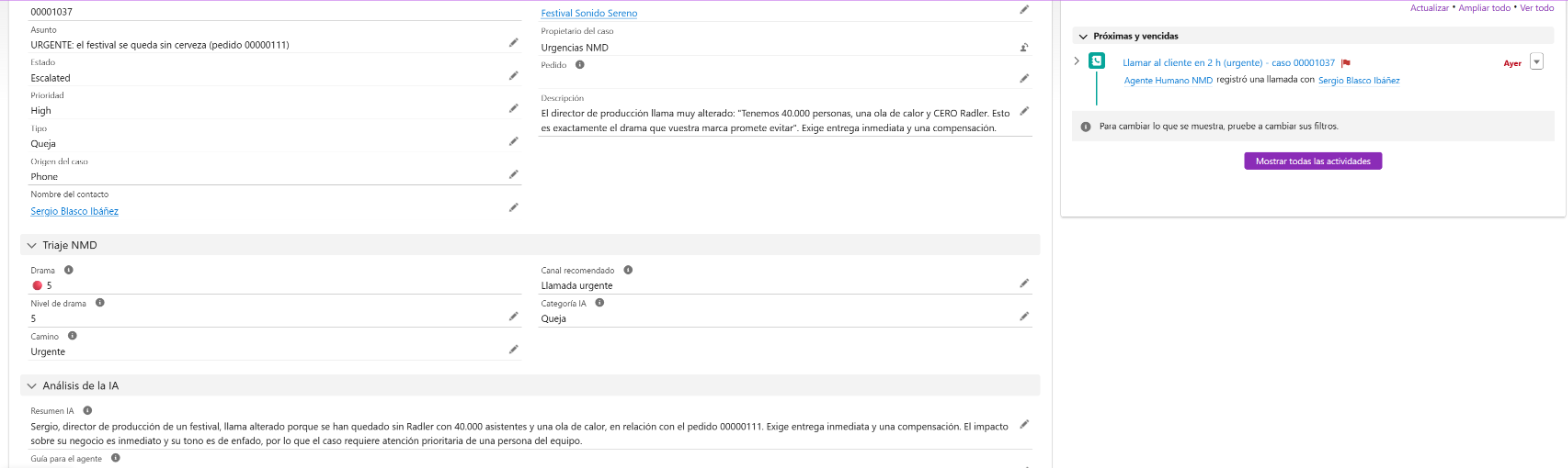 00001037
Festival Sonido Sereno
Asunto
URGENTE: el festival se queda sin cerveza (pedido 00000111)
Propietario del caso
Urgencias NMD
Estado
Escalated
Pedido
Prioridad
High
Descripción
El director de producción llama muy alterado: "Tenemos 40.000 personas, una ola de calor y CERO Radler. Esto
es exactamente el drama que vuestra marca promete evitar". Exige entrega inmediata y una compensación.
Tipo
Queja
Origen del caso
Phone
Nombre del contacto
Sergio Blasco Ibáñez
Triaje NMD
Drama
5
Canal recomendado
Llamada urgente
Nivel de drama
5
Categoría IA
Queja
Camino
Urgente
Análisis de la IA
Resumen IA
Sergio, director de producción de un festival, llama alterado porque se han quedado sin Radler con 40.000 asistentes y una ola de calor, en relación con el pedido 00000111. Exige entrega inmediata y una compensación. El impacto
sobre su negocio es inmediato y su tono es de enfado, por lo que el caso requiere atención prioritaria de una persona del equipo.
Guía para el agente
Actualizar • Ampliar todo • Ver todo
Próximas y vencidas
Llamar al cliente en 2 h (urgente) - caso 00001037
Ayer
Agente Humano NMD registró una llamada con Sergio Blasco Ibáñez
Para cambiar lo que se muestra, pruebe a cambiar sus filtros.
Mostrar todas las actividades